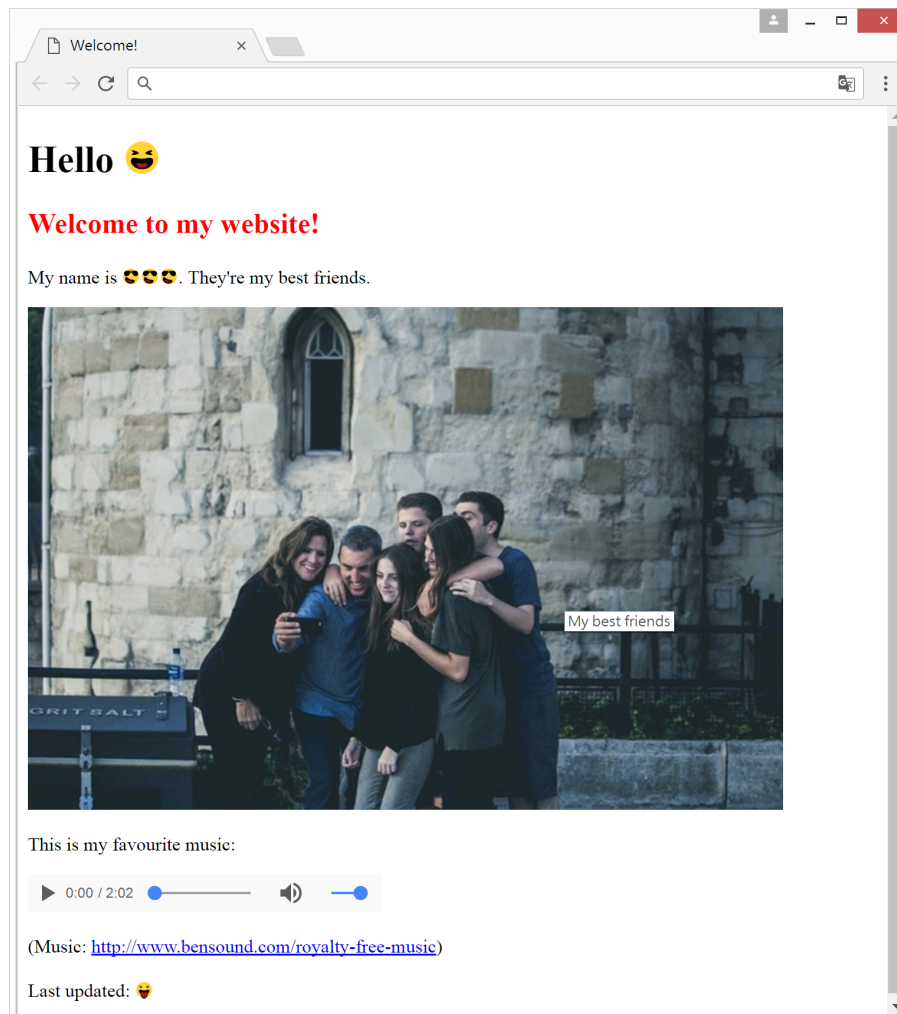 Welcome!
Hello 😆
Welcome to my website!
My name is 😎😎😎. They're my best friends.
My best friends
GRIT SALT
This is my favourite music:
0:00 / 2:02
(Music: http://www.bensound.com/royalty-free-music)
Last updated: 😝